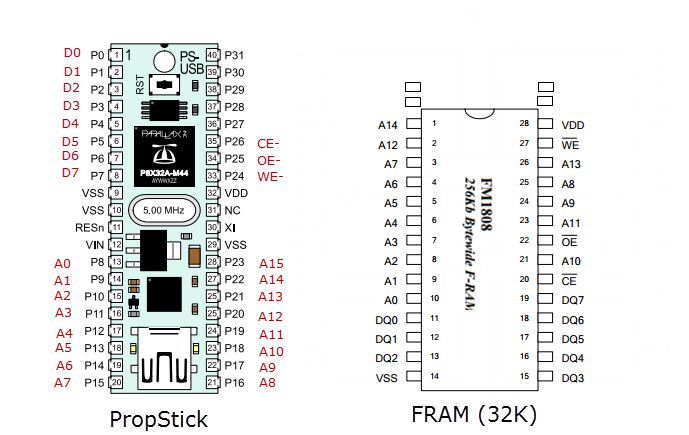 D0 P0 1 1 PS- 40 P31
D1 P1 2 USB 39 P30
D2 P2 3 RST 38 P29
D3 P3 4 37 P28
D4 P4 5 PARALLAX 36 P27
D5 P5 6 35 P26 CE-
D6 P6 7 P8X32A-M44 34 P25 OE-
D7 P7 8 AYWWXZZ 33 P24 WE-
VSS 9 32 VDD
VSS 10 5.00 MHz 31 NC
RESn 11 30 XI
VIN 12 29 VSS
A0 P8 13 28 P23 A15
A1 P9 14 27 P22 A14
A2 P10 15 26 P21 A13
A3 P11 16 25 P20 A12
A4 P12 17 24 P19 A11
A5 P13 18 23 P18 A10
A6 P14 19 22 P17 A9
A7 P15 20 21 P16 A8
PropStick
A14 1 28 VDD
A12 2 27 WE
A7 3 26 A13
A6 4 25 A8
A5 5 24 A9
A4 6 23 A11
A3 7 22 OE
A2 8 21 A10
A1 9 20 CE
A0 10 19 DQ7
DQ0 11 18 DQ6
DQ1 12 17 DQ5
DQ2 13 16 DQ4
VSS 14 15 DQ3
FM1808
256Kb Bytewide F-RAM
FRAM (32K)